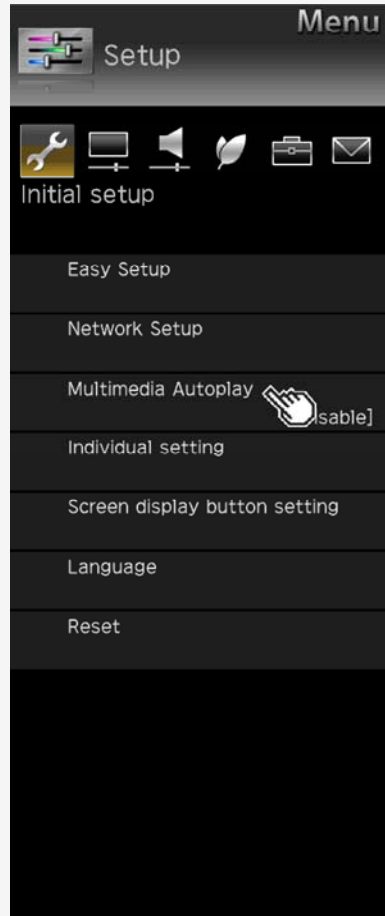 Menu
Setup
Initial setup
Easy Setup
Network Setup
Multimedia Autoplay
Individual setting
Screen display button setting
Language
Reset